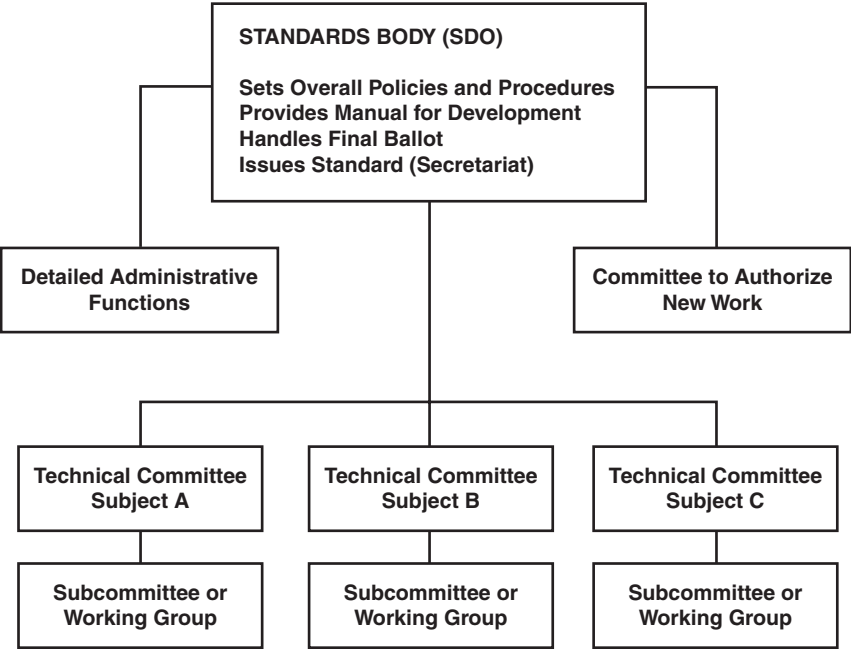 STANDARDS BODY (SDO)
Sets Overall Policies and Procedures
Provides Manual for Development
Handles Final Ballot
Issues Standard (Secretariat)
Detailed Administrative
Functions
Committee to Authorize
New Work
Technical Committee
Subject A
Technical Committee
Subject B
Technical Committee
Subject C
Subcommittee or
Working Group
Subcommittee or
Working Group
Subcommittee or
Working Group